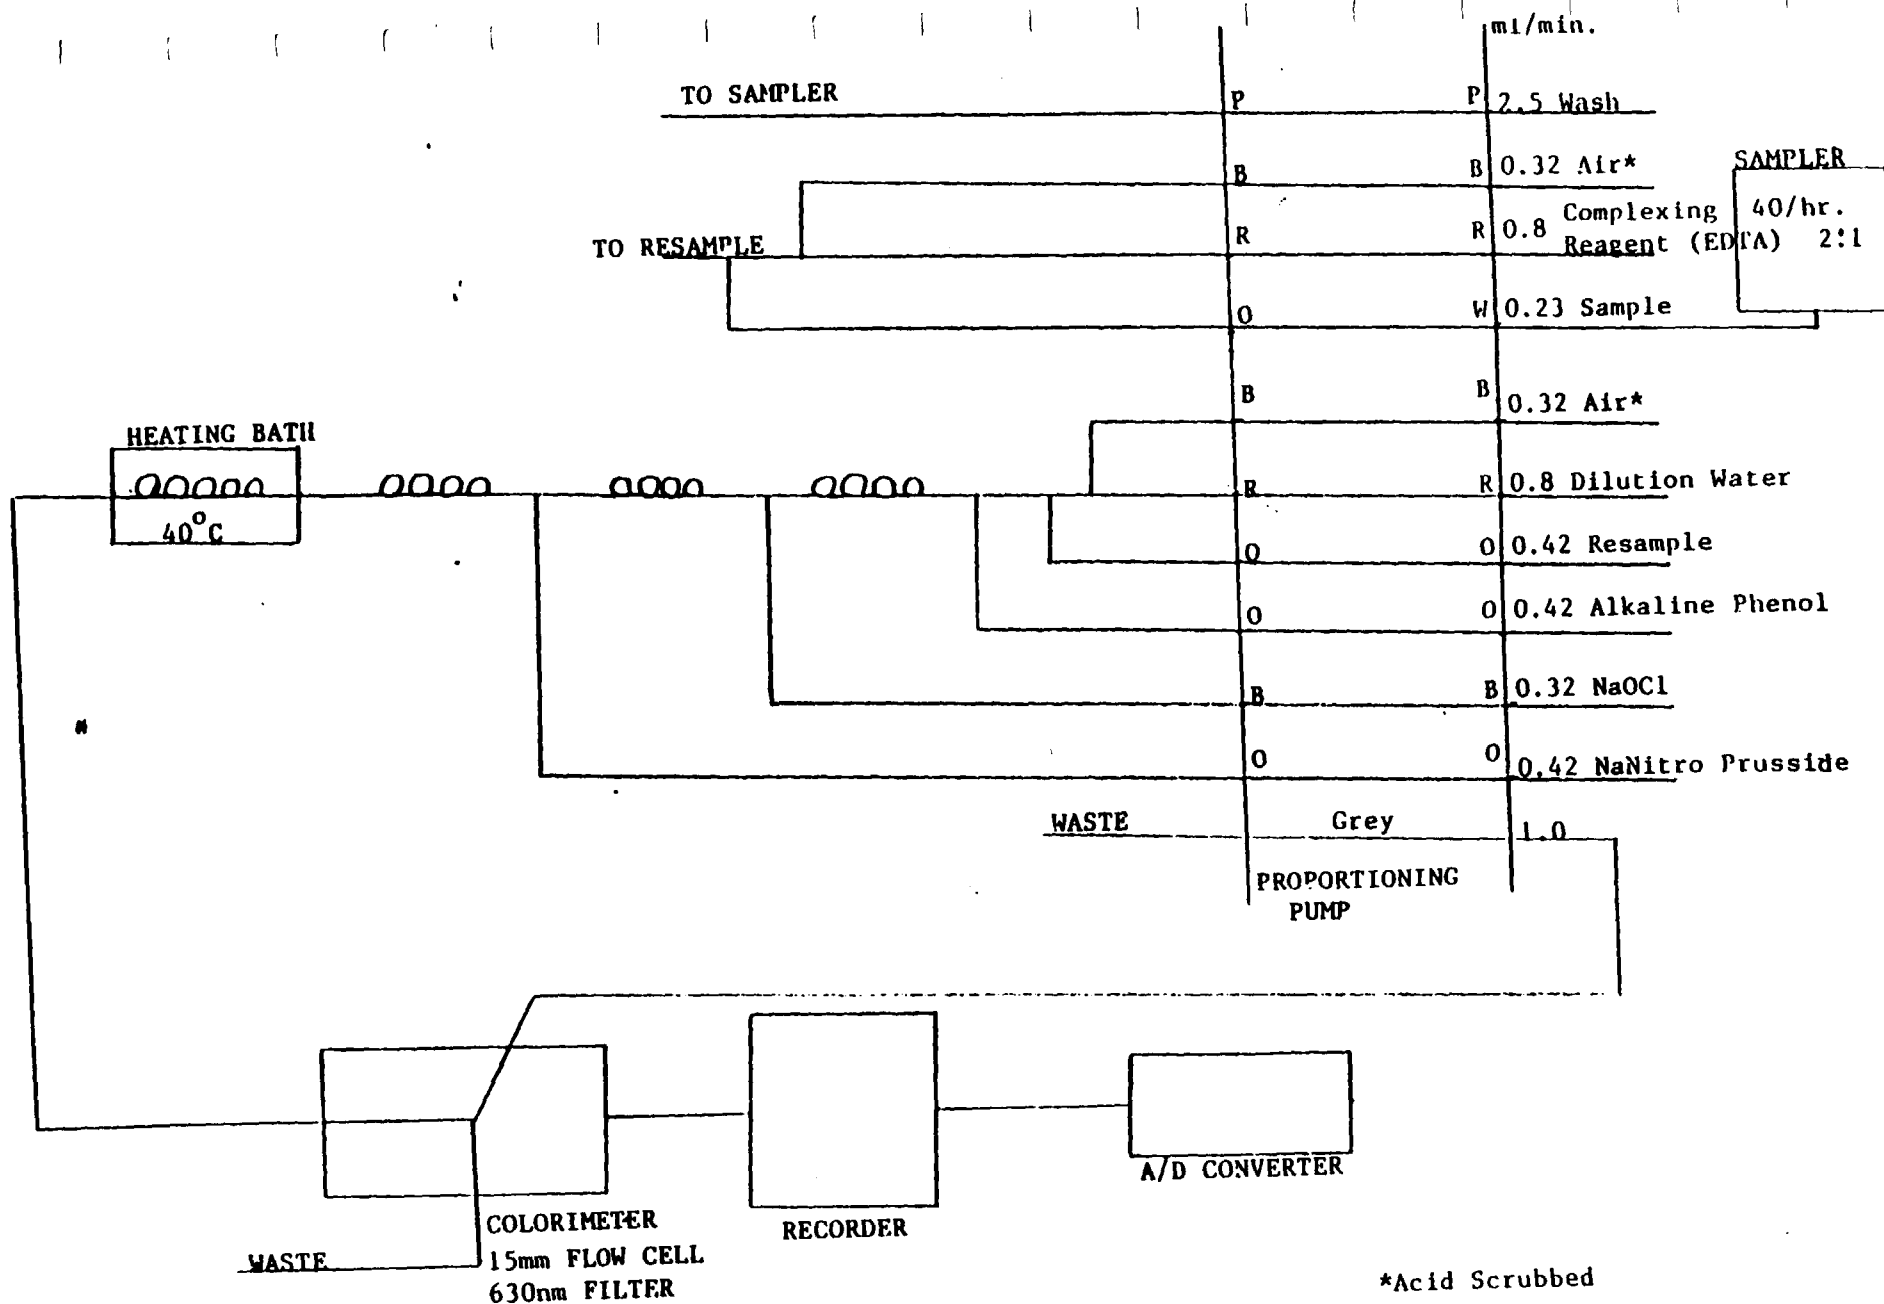 ml/min.
TO SAMPLER
P
P
2.5 Wash
B
B
0.32 Air*
SAMPLER
40/hr.
2:1
TO RESAMPLE
R
R
0.8
Complexing
Reagent (EDTA)
O
W
0.23 Sample
B
B
0.32 Air*
HEATING BATH
40°C
R
R
0.8 Dilution Water
O
O
0.42 Resample
O
O
0.42 Alkaline Phenol
B
B
0.32 NaOCl
O
O
0.42 NaNitro Prusside
WASTE
Grey
1.0
PROPORTIONING
PUMP
COLORIMETER
15mm FLOW CELL
630nm FILTER
WASTE
RECORDER
A/D CONVERTER
*Acid Scrubbed